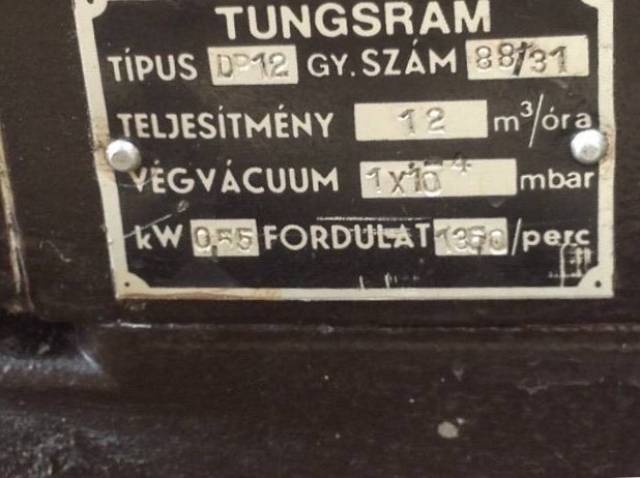 TUNGSRAM
TÍPUS DP12 GY. SZÁM 88/31
TELJESÍTMÉNY 12 m³/óra
VÉGVÁCUUM 1x10⁻⁴ mbar
kW 0,55 FORDULAT 1350/perc